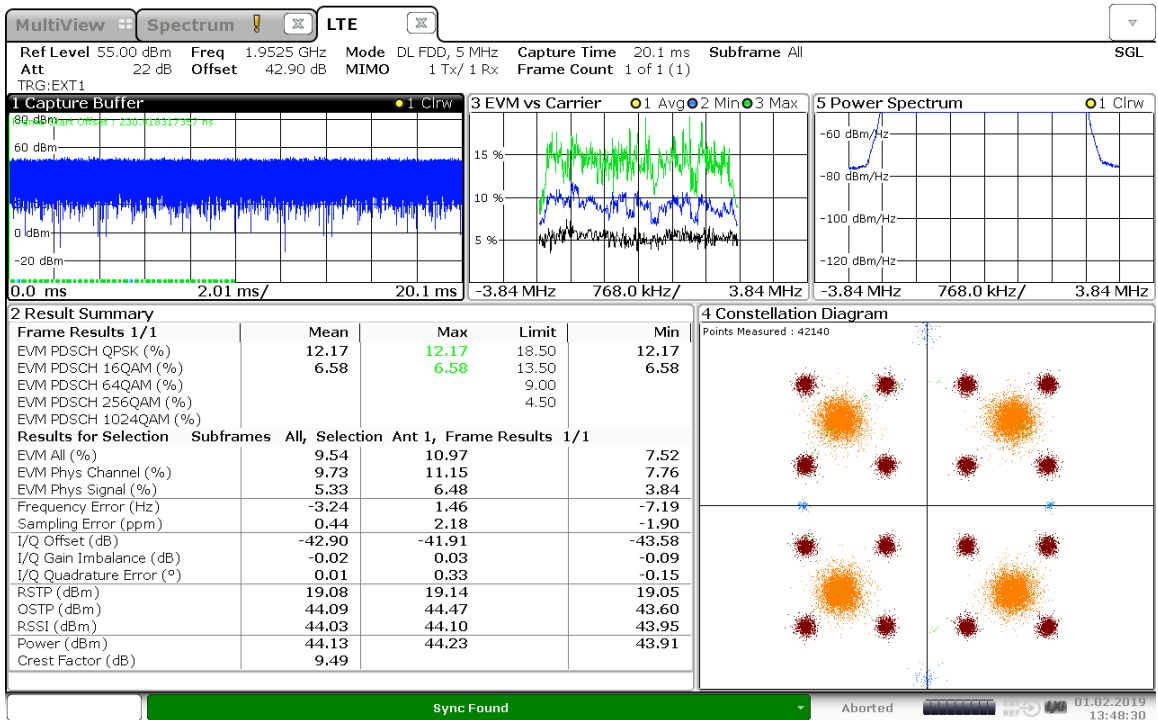 MultiView Spectrum LTE
Ref Level 55.00 dBm Freq 1.9525 GHz Mode DL FDD, 5 MHz Capture Time 20.1 ms Subframe All SGL
Att 22 dB Offset 42.90 dB MIMO 1 Tx/ 1 Rx Frame Count 1 of 1 (1)
TRG:EXT1
1 Capture Buffer 1 Clrw
80 dBm
Frame Start Offset : 230.918317357 ns
60 dBm
0 dBm
-20 dBm
0.0 ms 2.01 ms/ 20.1 ms
3 EVM vs Carrier 1 Avg 2 Min 3 Max
15 %
10 %
5 %
-3.84 MHz 768.0 kHz/ 3.84 MHz
5 Power Spectrum 1 Clrw
-60 dBm/Hz
-80 dBm/Hz
-100 dBm/Hz
-120 dBm/Hz
-3.84 MHz 768.0 kHz/ 3.84 MHz
2 Result Summary
Frame Results 1/1 Mean Max Limit Min
EVM PDSCH QPSK (%) 12.17 12.17 18.50 12.17
EVM PDSCH 16QAM (%) 6.58 6.58 13.50 6.58
EVM PDSCH 64QAM (%) 9.00
EVM PDSCH 256QAM (%) 4.50
EVM PDSCH 1024QAM (%)
Results for Selection Subframes All, Selection Ant 1, Frame Results 1/1
EVM All (%) 9.54 10.97 7.52
EVM Phys Channel (%) 9.73 11.15 7.76
EVM Phys Signal (%) 5.33 6.48 3.84
Frequency Error (Hz) -3.24 1.46 -7.19
Sampling Error (ppm) 0.44 2.18 -1.90
I/Q Offset (dB) -42.90 -41.91 -43.58
I/Q Gain Imbalance (dB) -0.02 0.03 -0.09
I/Q Quadrature Error (°) 0.01 0.33 -0.15
RSTP (dBm) 19.08 19.14 19.05
OSTP (dBm) 44.09 44.47 43.60
RSSI (dBm) 44.03 44.10 43.95
Power (dBm) 44.13 44.23 43.91
Crest Factor (dB) 9.49
4 Constellation Diagram
Points Measured : 42140
Sync Found Aborted EXT REF LXI 01.02.2019
13:48:30